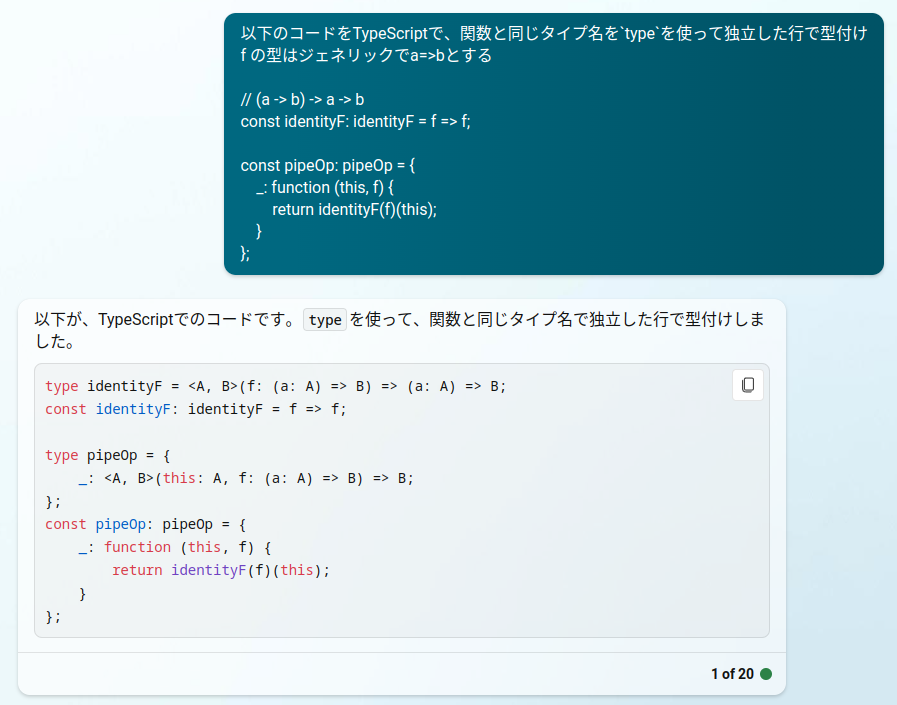 以下のコードをTypeScriptで、関数と同じタイプ名を`type`を使って独立した行で型付け
f の型はジェネリックでa=>bとする
// (a -> b) -> a -> b
const identityF: identityF = f => f;
const pipeOp: pipeOp = {
_: function (this, f) {
return identityF(f)(this);
}
};
以下が、TypeScriptでのコードです。 type を使って、関数と同じタイプ名で独立した行で型付けしま
した。
type identityF = <A, B>(f: (a: A) => B) => (a: A) => B;
const identityF: identityF = f => f;
type pipeOp = {
_: <A, B>(this: A, f: (a: A) => B) => B;
};
const pipeOp: pipeOp = {
_: function (this, f) {
return identityF(f)(this);
}
};
1 of 20